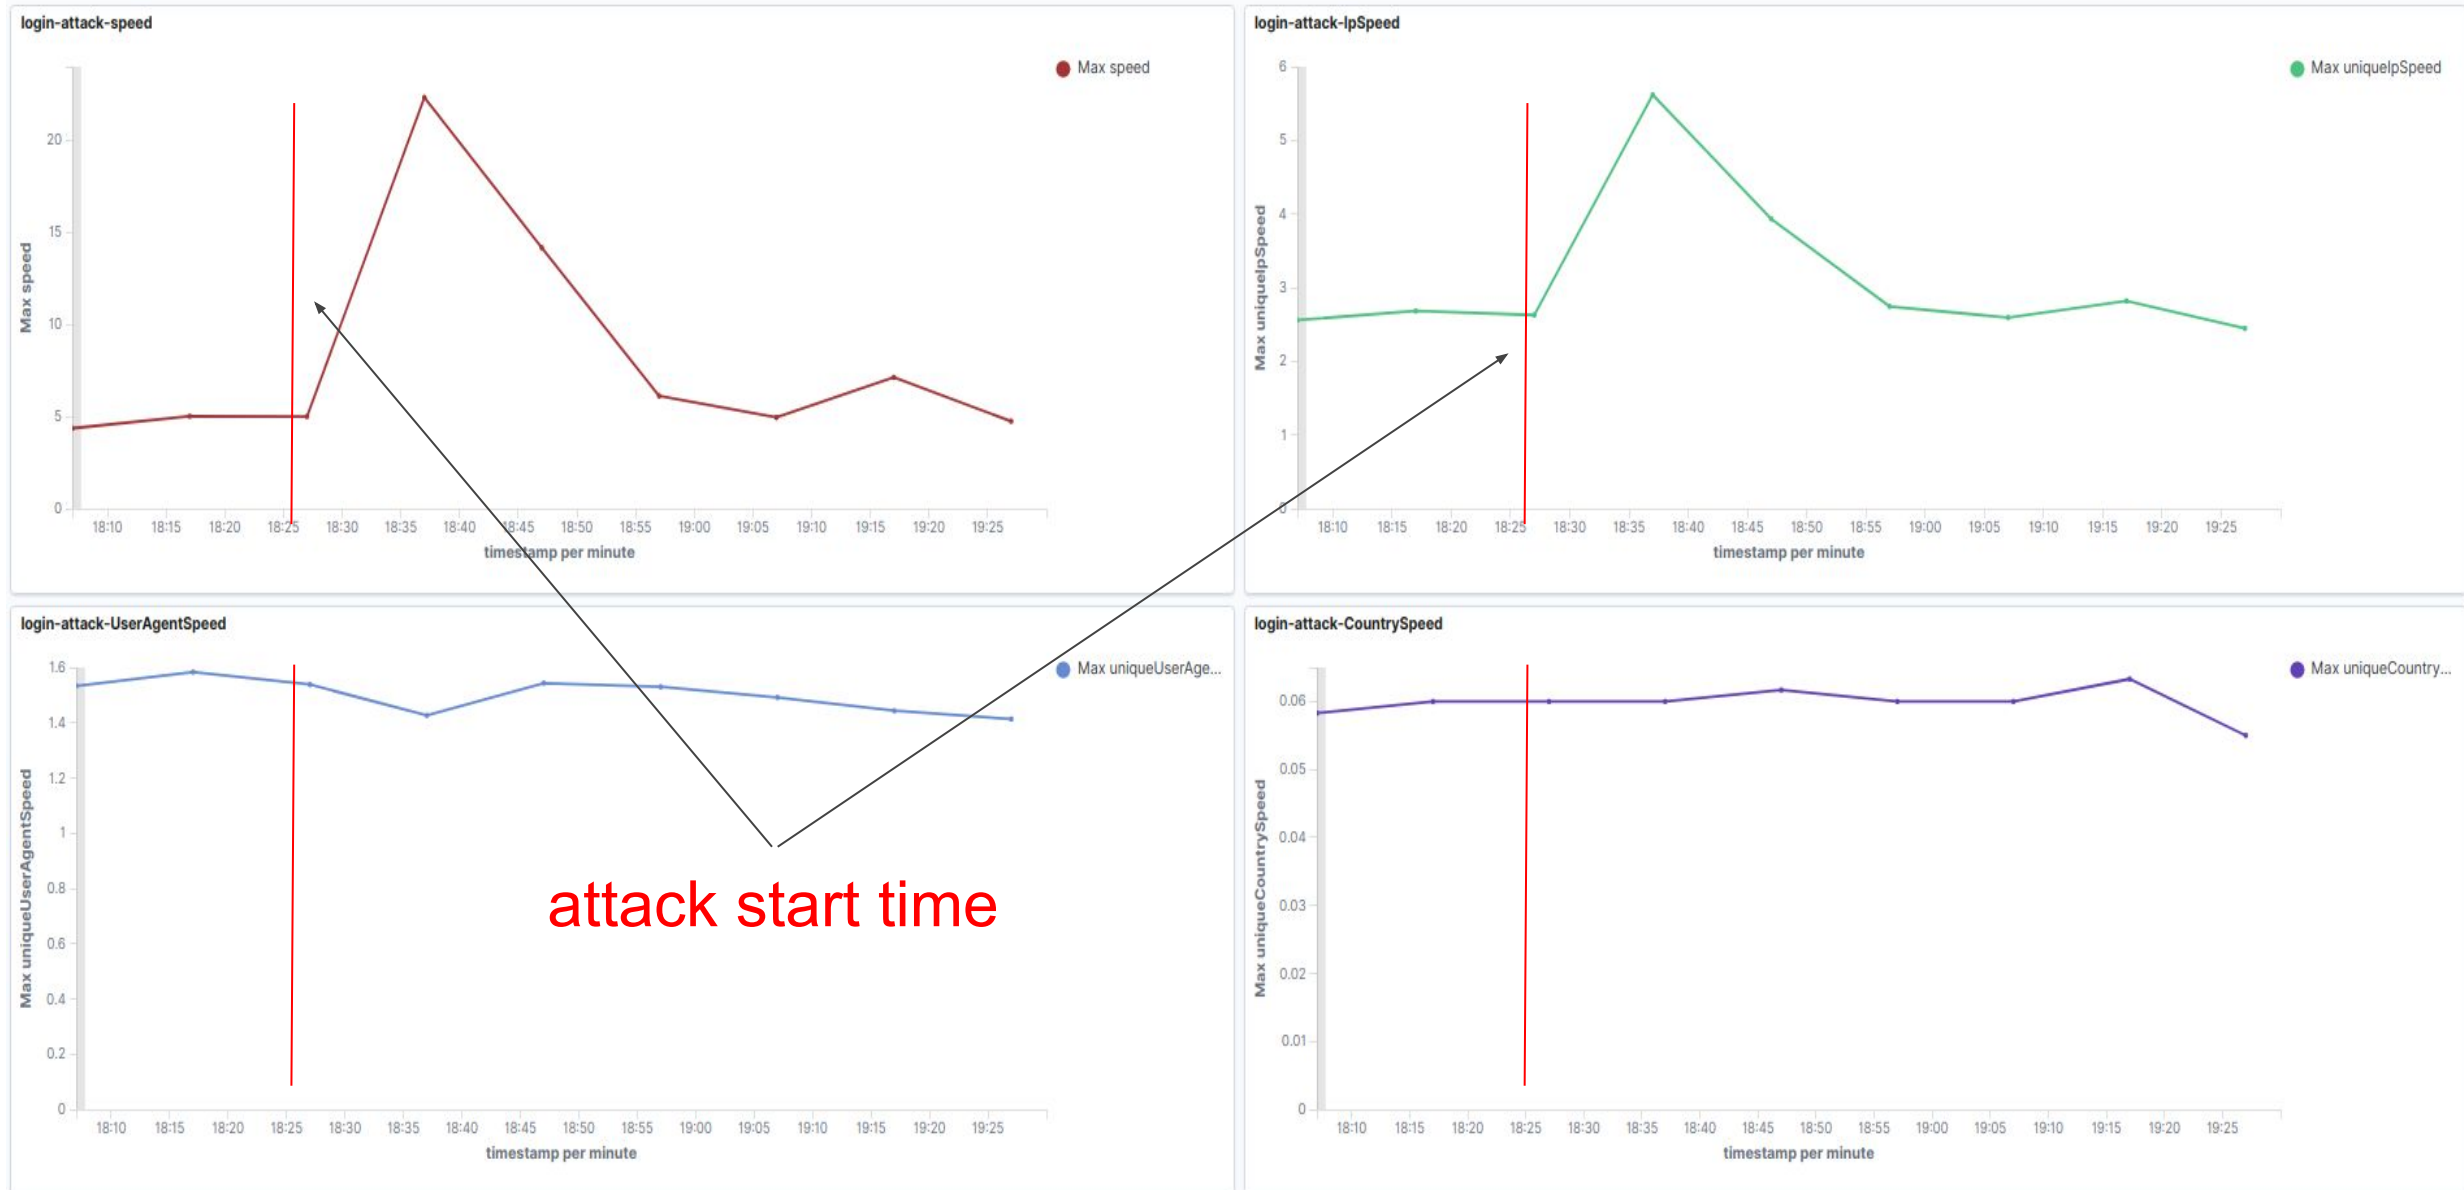 login-attack-speed
Max speed
20
15
10
5
0
Max speed
18:10 18:15 18:20 18:25 18:30 18:35 18:40 18:45 18:50 18:55 19:00 19:05 19:10 19:15 19:20 19:25
timestamp per minute
login-attack-IpSpeed
Max uniqueIpSpeed
6
5
4
3
2
1
0
Max uniqueIpSpeed
18:10 18:15 18:20 18:25 18:30 18:35 18:40 18:45 18:50 18:55 19:00 19:05 19:10 19:15 19:20 19:25
timestamp per minute
login-attack-UserAgentSpeed
Max uniqueUserAge...
1.6
1.4
1.2
1
0.8
0.6
0.4
0.2
0
Max uniqueUserAgentSpeed
attack start time
18:10 18:15 18:20 18:25 18:30 18:35 18:40 18:45 18:50 18:55 19:00 19:05 19:10 19:15 19:20 19:25
timestamp per minute
login-attack-CountrySpeed
Max uniqueCountry...
0.06
0.05
0.04
0.03
0.02
0.01
0
Max uniqueCountrySpeed
18:10 18:15 18:20 18:25 18:30 18:35 18:40 18:45 18:50 18:55 19:00 19:05 19:10 19:15 19:20 19:25
timestamp per minute